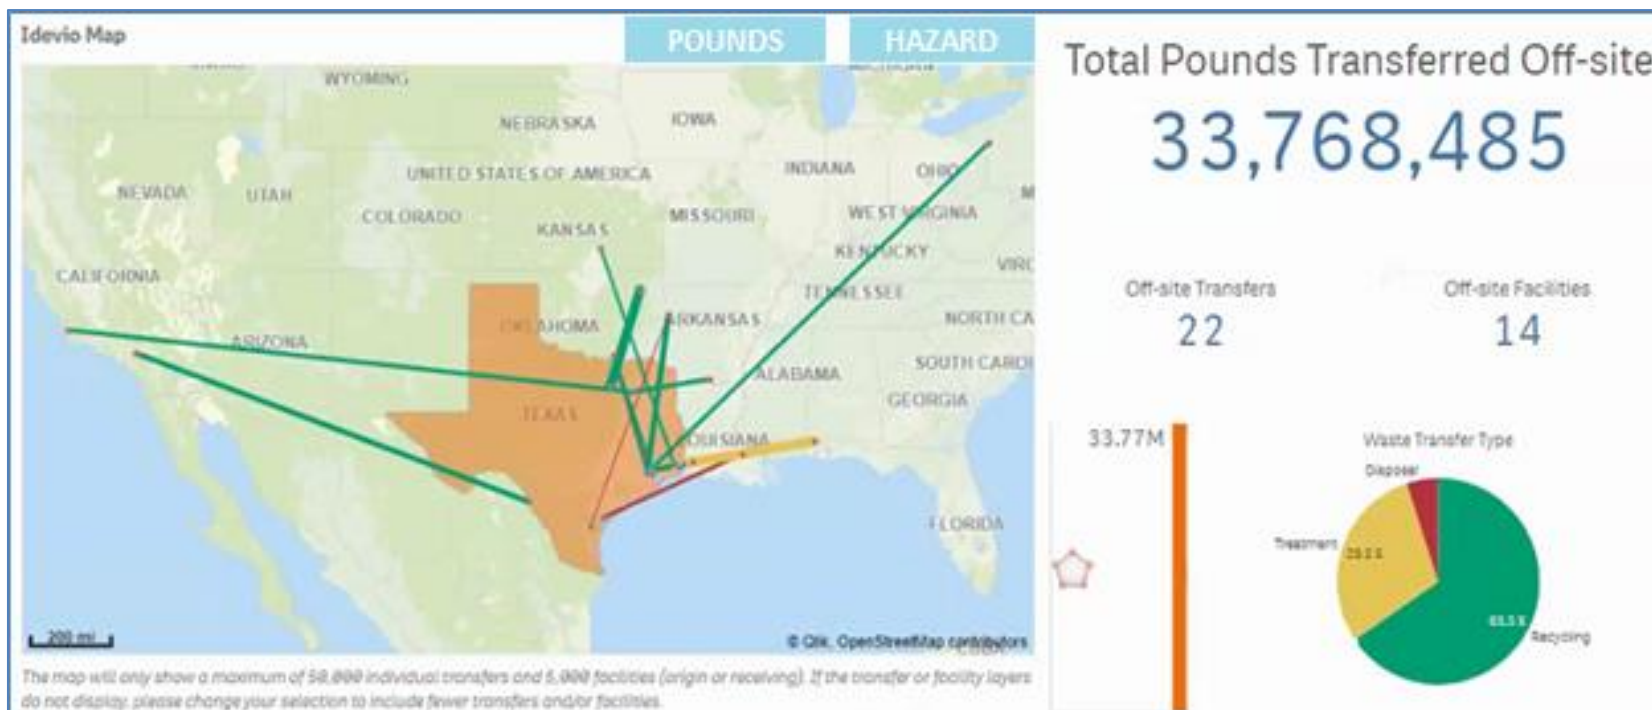 Idevio Map
POUNDS
HAZARD
WYOMING
NEBRASKA
IOWA
NEVADA
UTAH
UNITED STATES OF AMERICA
INDIANA
OHIO
COLORADO
KANSAS
MISSOURI
WEST VIRGINIA
KENTUCKY
CALIFORNIA
TENNESSEE
ARIZONA
OKLAHOMA
ARKANSAS
NORTH CA
SOUTH CAROL
ALABAMA
GEORGIA
TEXAS
OUISIANA
FLORIDA
200 mi
© Qlik, OpenStreetMap contributors
The map will only show a maximum of 50,000 individual transfers and 5,000 facilities (origin or receiving). If the transfer or facility layers
do not display, please change your selection to include fewer transfers and/or facilities.
Total Pounds Transferred Off-site
33,768,485
Off-site Transfers
22
Off-site Facilities
14
33.77M
Waste Transfer Type
Disposal
Treatment
Recycling